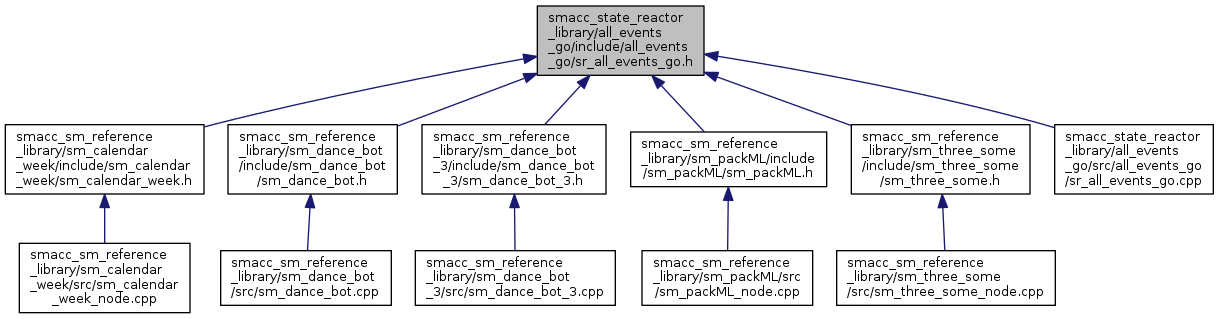 smacc_state_reactor
_library/all_events
_go/include/all_events
_go/sr_all_events_go.h
smacc_sm_reference
_library/sm_calendar
_week/include/sm_calendar
_week/sm_calendar_week.h
smacc_sm_reference
_library/sm_dance_bot
/include/sm_dance_bot
/sm_dance_bot.h
smacc_sm_reference
_library/sm_dance_bot
_3/include/sm_dance_bot
_3/sm_dance_bot_3.h
smacc_sm_reference
_library/sm_packML/include
/sm_packML/sm_packML.h
smacc_sm_reference
_library/sm_three_some
/include/sm_three_some
/sm_three_some.h
smacc_state_reactor
_library/all_events
_go/src/all_events_go
/sr_all_events_go.cpp
smacc_sm_reference
_library/sm_calendar
_week/src/sm_calendar
_week_node.cpp
smacc_sm_reference
_library/sm_dance_bot
/src/sm_dance_bot.cpp
smacc_sm_reference
_library/sm_dance_bot
_3/src/sm_dance_bot_3.cpp
smacc_sm_reference
_library/sm_packML/src
/sm_packML_node.cpp
smacc_sm_reference
_library/sm_three_some
/src/sm_three_some_node.cpp